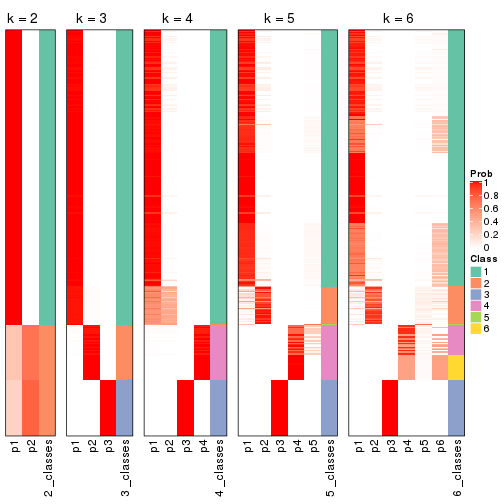 k = 2
k = 3
k = 4
k = 5
k = 6
p1
p2
2_classes
p1
p2
p3
3_classes
p1
p2
p3
p4
4_classes
p1
p2
p3
p4
p5
5_classes
p1
p2
p3
p4
p5
p6
6_classes
Prob
1
0.8
0.6
0.4
0.2
0
Class
1
2
3
4
5
6